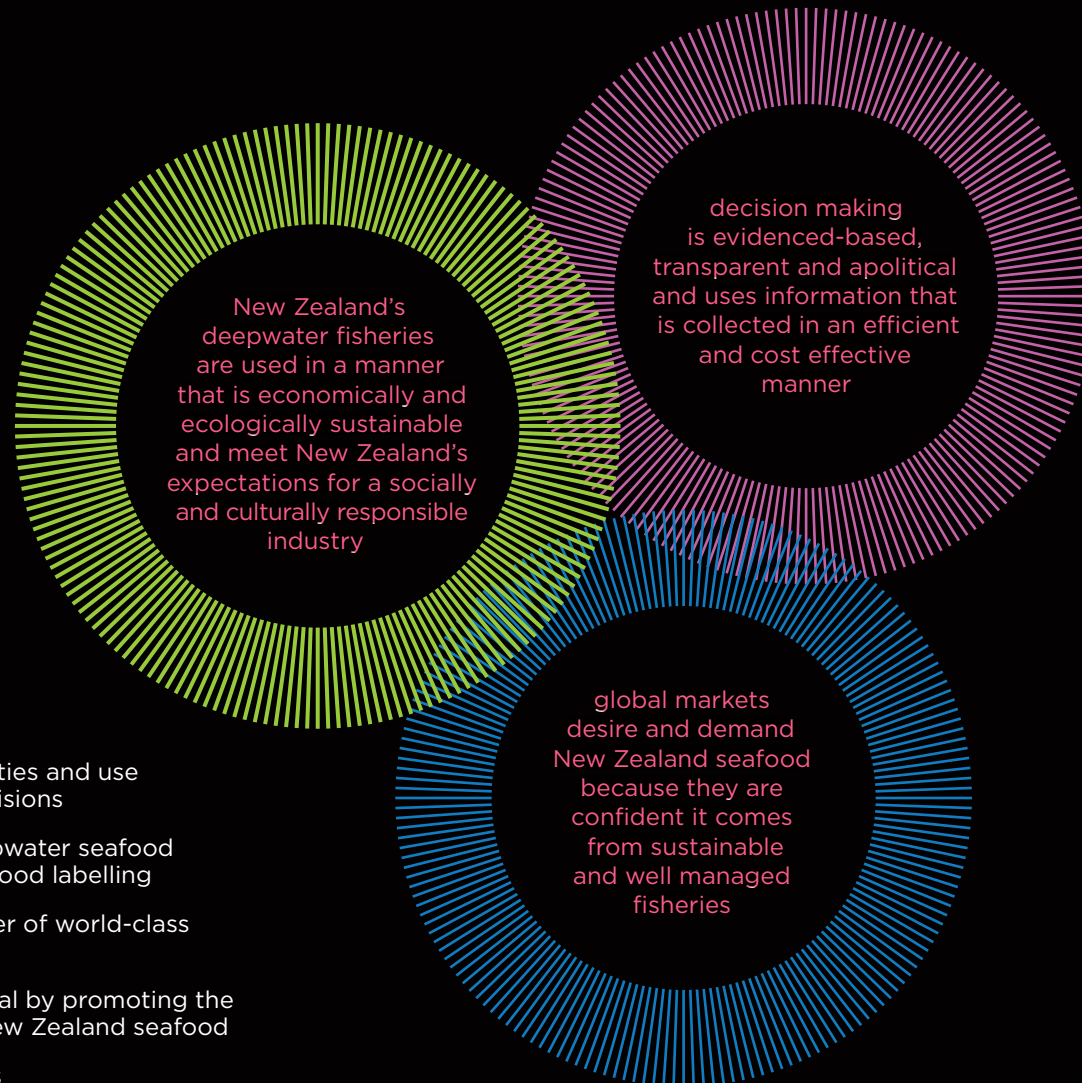 New Zealand's
deepwater fisheries
are used in a manner
that is economically and
ecologically sustainable
and meet New Zealand's
expectations for a socially
and culturally responsible
industry
decision making
is evidenced-based,
transparent and apolitical
and uses information that
is collected in an efficient
and cost effective
manner
global markets
desire and demand
New Zealand seafood
because they are
confident it comes
from sustainable
and well managed
fisheries
ties and use
isions
pwater seafood
ood labelling
er of world-class
al by promoting the
ew Zealand seafood